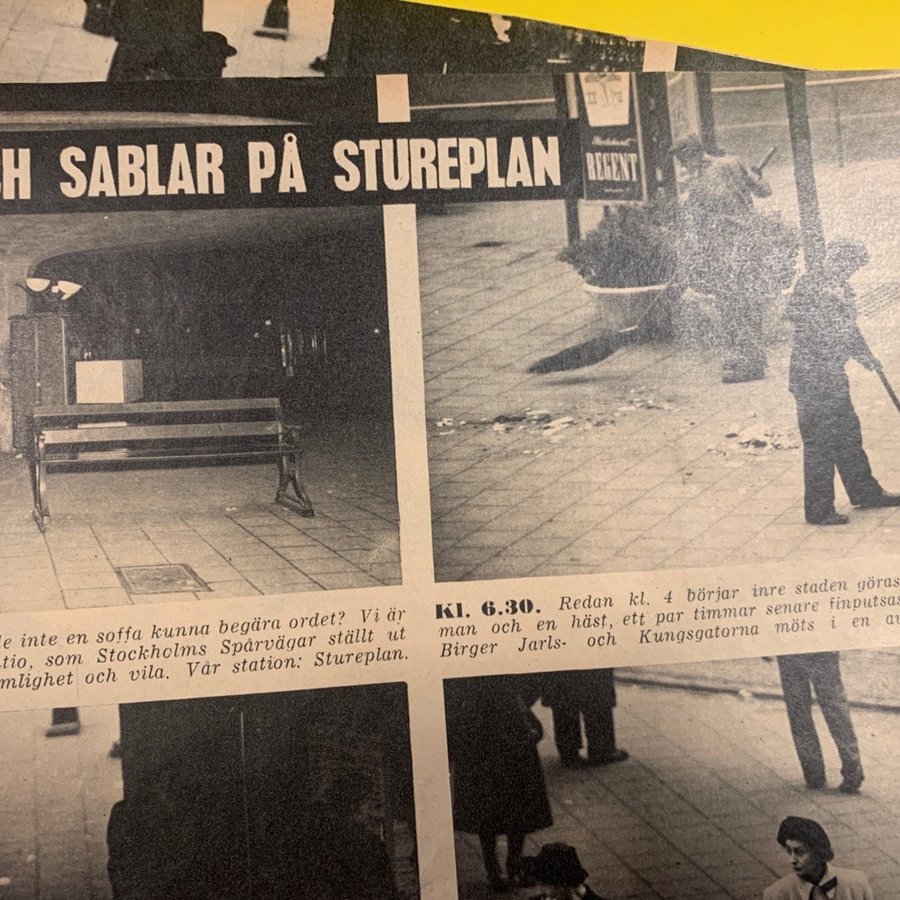 H SABLAR PÅ STUREPLAN
REGENT
le inte en soffa kunna begära ordet? Vi är
tio, som Stockholms Spårvägar ställt ut
mlighet och vila. Vår station: Stureplan.
Kl. 6.30. Redan kl. 4 börjar inre staden göras
man och en häst, ett par timmar senare finputsas
Birger Jarls- och Kungsgatorna möts i en av